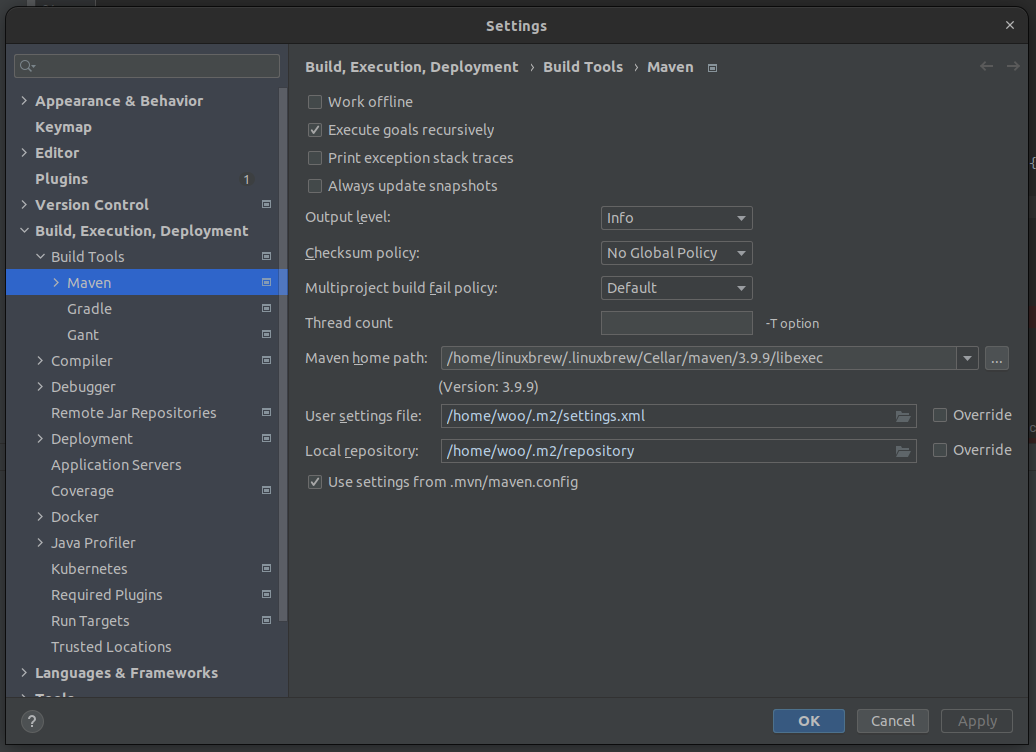 Settings
Build, Execution, Deployment › Build Tools › Maven
Appearance & Behavior
Keymap
Editor
Plugins 1
Version Control
Build, Execution, Deployment
Build Tools
Maven
Gradle
Gant
Compiler
Debugger
Remote Jar Repositories
Deployment
Application Servers
Coverage
Docker
Java Profiler
Kubernetes
Required Plugins
Run Targets
Trusted Locations
Languages & Frameworks
Tools
Work offline
Execute goals recursively
Print exception stack traces
Always update snapshots
Output level: Info
Checksum policy: No Global Policy
Multiproject build fail policy: Default
Thread count -T option
Maven home path: /home/linuxbrew/.linuxbrew/Cellar/maven/3.9.9/libexec ...
(Version: 3.9.9)
User settings file: /home/woo/.m2/settings.xml Override
Local repository: /home/woo/.m2/repository Override
Use settings from .mvn/maven.config
? OK Cancel Apply